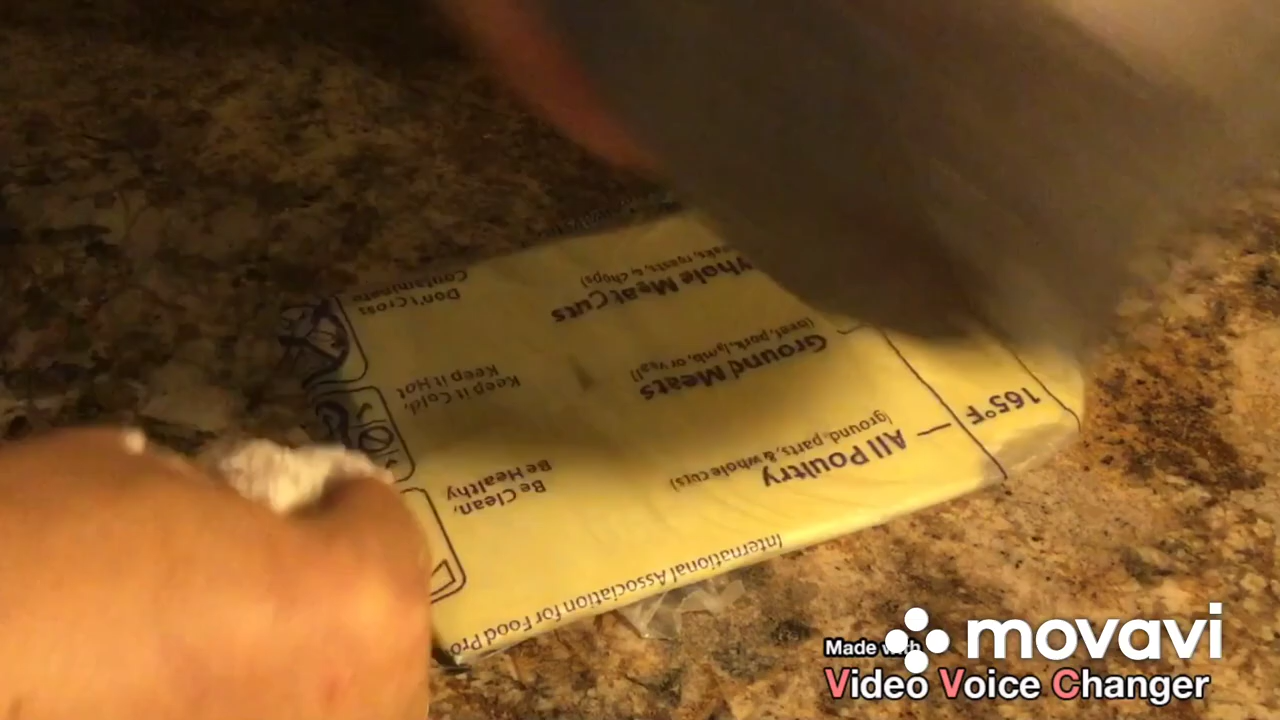 International Association for Food Pro
165°F
All Poultry
(ground, parts, & whole cuts)
Be Clean,
Be Healthy
Ground Meats
(beef, pork, lamb, or veal)
Keep it Cold,
Keep it Hot
Whole Meat Cuts
roasts, & chops)
Don't Cross
Contaminate
Made with
movavi
Video Voice Changer